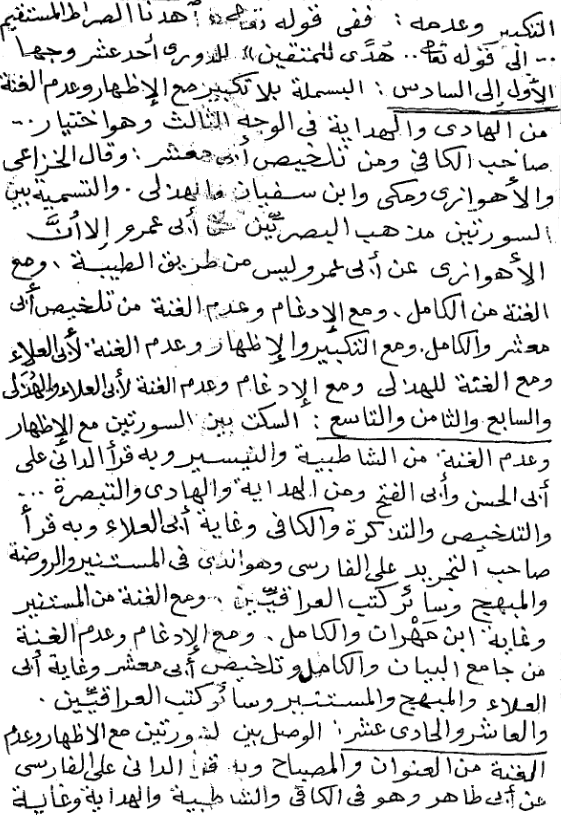 التكبير وعدمه : ففى قوله تعالى " اهدنا الصراط المستقيم
-- الى قوله تعالى .. هُدًى للمتقين )) للدورى أحد عشر وجها
الأول إلى السادس : البسملة بلا تكبير مع الإظهار وعدم الغنة
من الهادى والهداية فى الوجه الثالث وهو اختيار --
صاحب الكافى ومن تلخيص أبى معشر : وقال الخزاعى
والأهوازى ومكى وابن سفيان والهذلى . والتسمية بين
السورتين مذهب البصريين عن أبى عمرو إلا أنَّ
الأهوازى عن أبى عمرو وليس من طريق الطيبة ، ومع
الغنة من الكامل ، ومع الإدغام وعدم الغنة من تلخيص أبى
معشر والكامل . ومع التكبير والإظهار وعدم الغنة لأبى العلاء
ومع الغنة للهذلى ومع الإدغام وعدم الغنة لأبى العلاء والهُذلى
والسابع والثامن والتاسع : السكت بين السورتين مع الإظهار
وعدم الغنة من الشاطبية والتيسير وبه قرأ الدانى على
أبى الحسن وأبى الفتح ومن الهداية والهادى والتبصرة ...
والتلخيص والتذكرة والكافى وغاية أبى العلاء وبه قرأ
صاحب التجريد على الفارسى وهو الذى فى المستنير والروضة
والمبهج وسائر كتب العراقيين ، ومع الغنة من المستنير
وغاية ابن مَهْران والكامل ، ومع الإدغام وعدم الغنة
من جامع البيان والكامل وتلخيص أبى معشر وغاية أبى
العلاء والمبهج والمستنير وسائر كتب العراقيين .
والعاشر والحادى عشر : الوصل بين السورتين مع الاظهار وعدم
الغنة من العنوان والمصباح وبه قرأ الدانى على الفارسى
عن أبى طاهر وهو فى الكافى والشاطبية والهداية وغاية